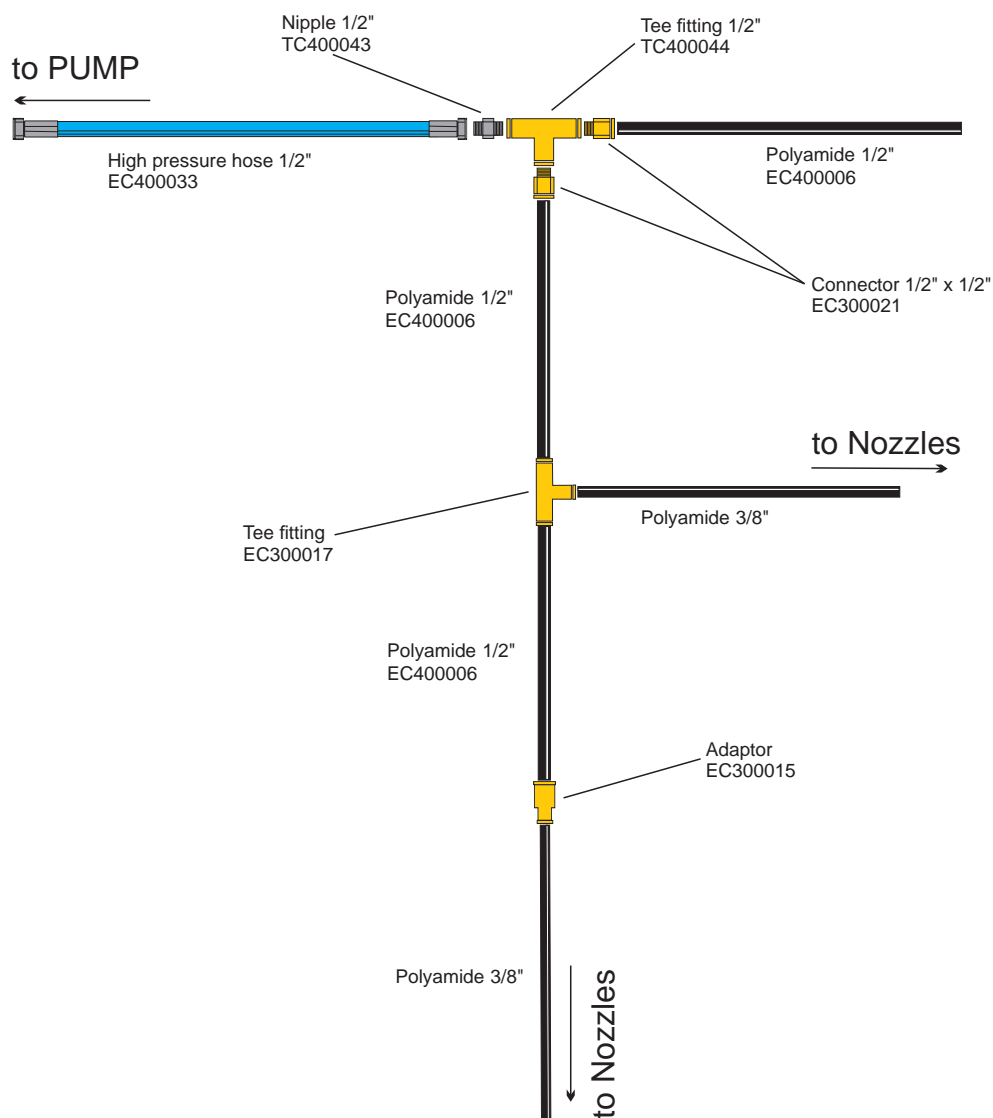 Nipple 1/2"
TC400043
Tee fitting 1/2"
TC400044
to PUMP
High pressure hose 1/2"
EC400033
Polyamide 1/2"
EC400006
Connector 1/2" x 1/2"
EC300021
Polyamide 1/2"
EC400006
to Nozzles
Polyamide 3/8"
Tee fitting
EC300017
Polyamide 1/2"
EC400006
Adaptor
EC300015
Polyamide 3/8"
to Nozzles